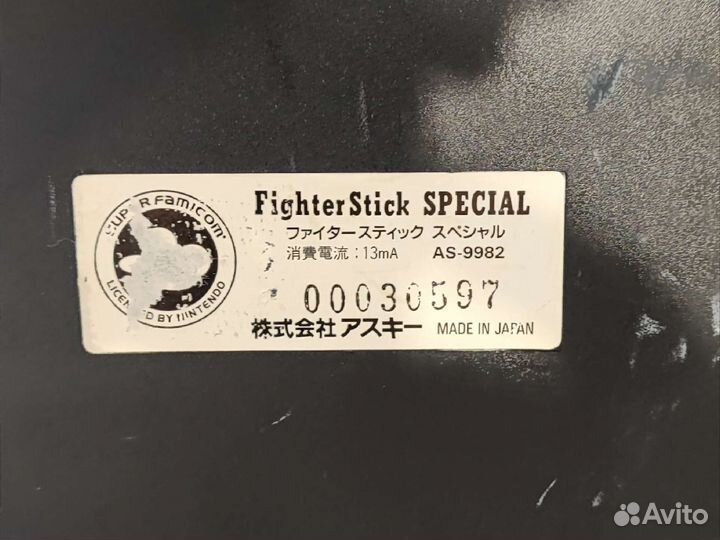 SUPER Famicom
LICENSED BY NINTENDO
FighterStick SPECIAL
ファイタースティック スペシャル
消費電流:13mA AS-9982
00030597
株式会社 アスキー MADE IN JAPAN
Avito